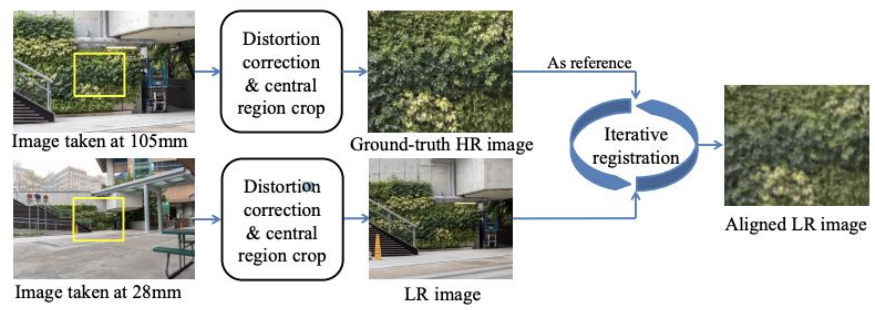 Distortion
correction
& central
region crop
As reference
Image taken at 105mm
Ground-truth HR image
Iterative
registration
Distortion
correction
& central
region crop
Aligned LR image
Image taken at 28mm
LR image